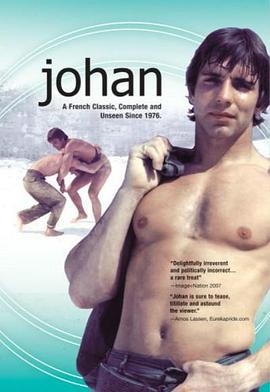 johan
A French Classic, Complete and
Unseen Since 1976.
"Delightfully irreverent
and politically incorrect...
a rare treat"
—Image+Nation 2007
"Johan is sure to tease,
titillate and astound
the viewer."
—Amos Lassen, Eurekapride.com